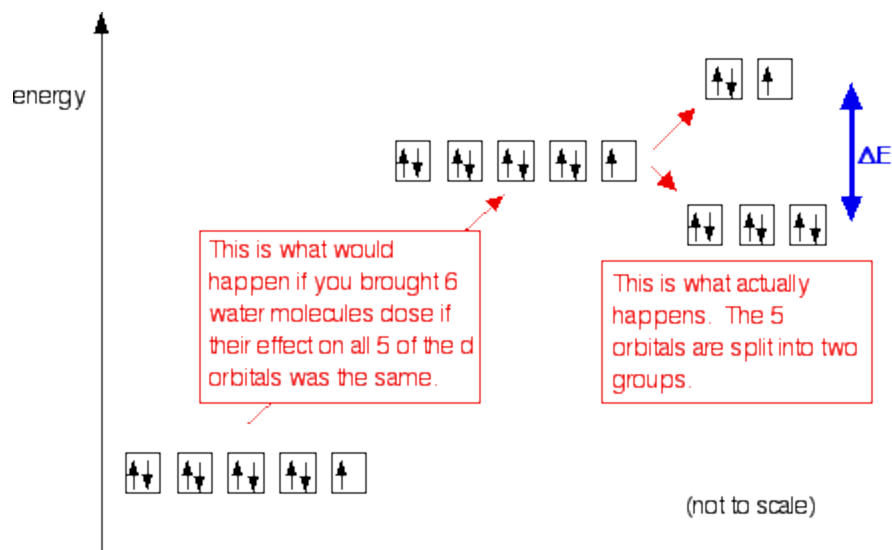 energy
ΔE
This is what would
happen if you brought 6
water molecules close if
their effect on all 5 of the d
orbitals was the same.
This is what actually
happens. The 5
orbitals are split into two
groups.
(not to scale)